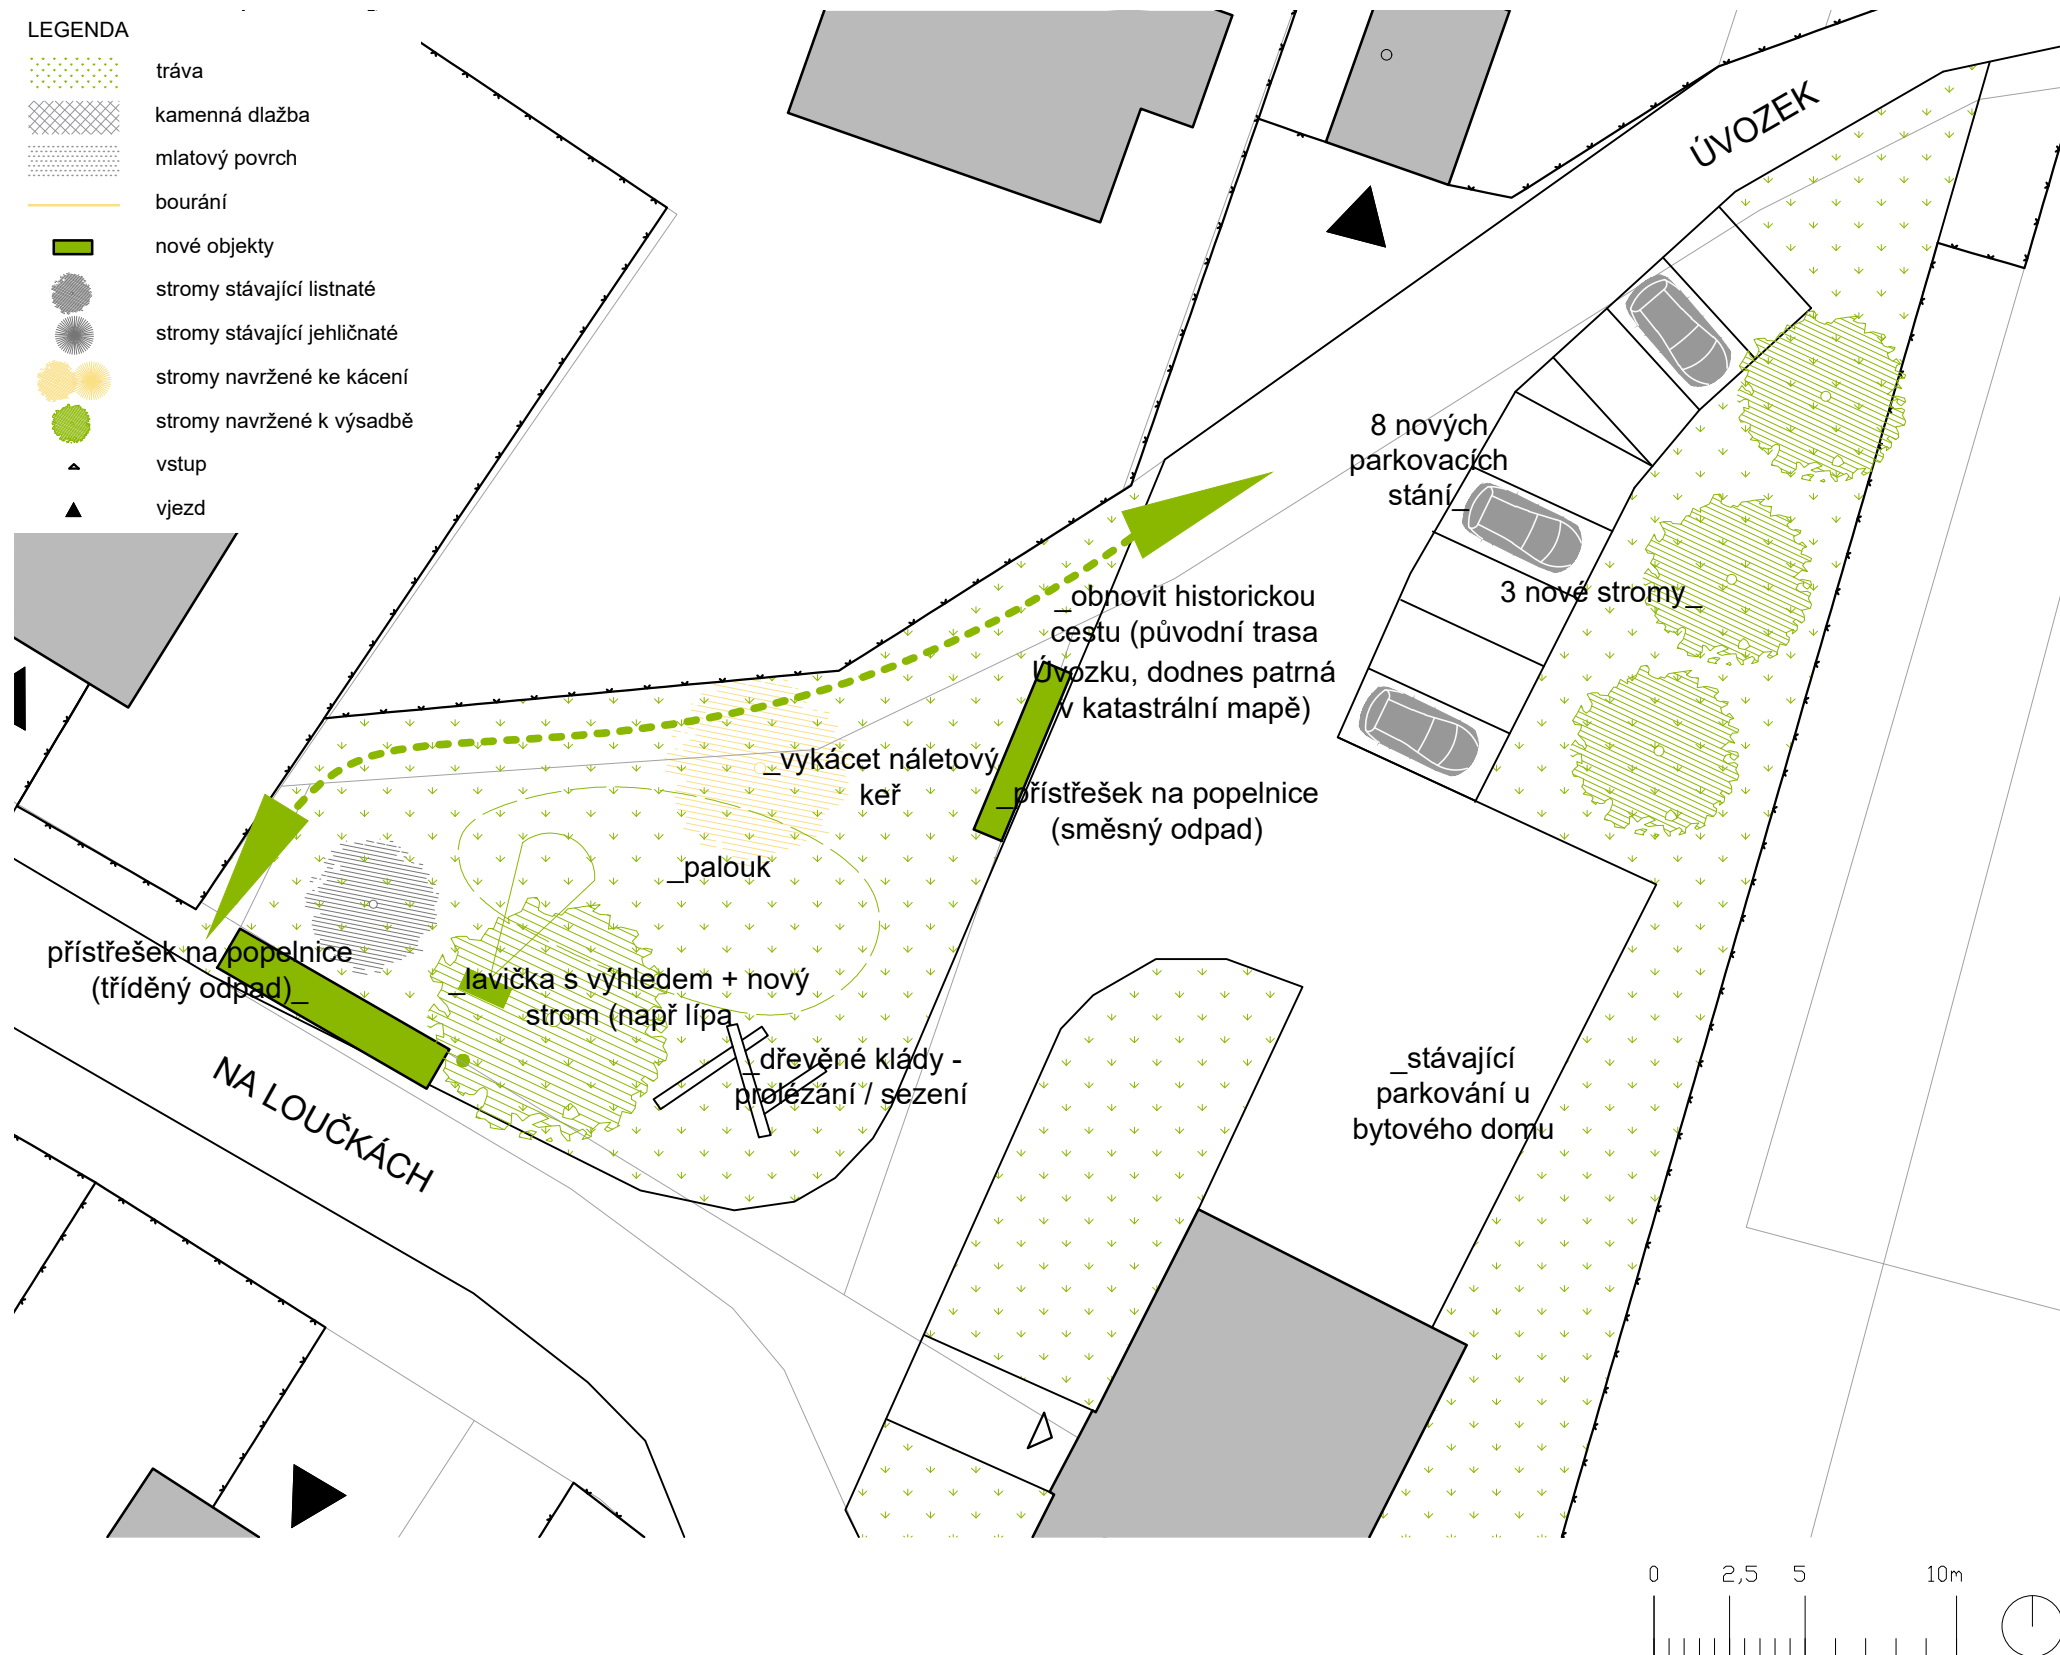 LEGENDA
tráva
kamenná dlažba
mlatový povrch
bourání
nové objekty
stromy stávající listnaté
stromy stávající jehličnaté
stromy navržené ke kácení
stromy navržené k výsadbě
vstup
vjezd
ÚVOZEK
8 nových
parkovacích
stání_
3 nové stromy_
_obnovit historickou
cestu (původní trasa
Úvozku, dodnes patrná
v katastrální mapě)
_vykácet náletový
keř
_přístřešek na popelnice
(směsný odpad)
_palouk
přístřešek na popelnice
(tříděný odpad)_
_lavička s výhledem + nový
strom (např lípa
_dřevěné klády -
prolézání / sezení
_stávající
parkování u
bytového domu
NA LOUČKÁCH
0 2,5 5 10m